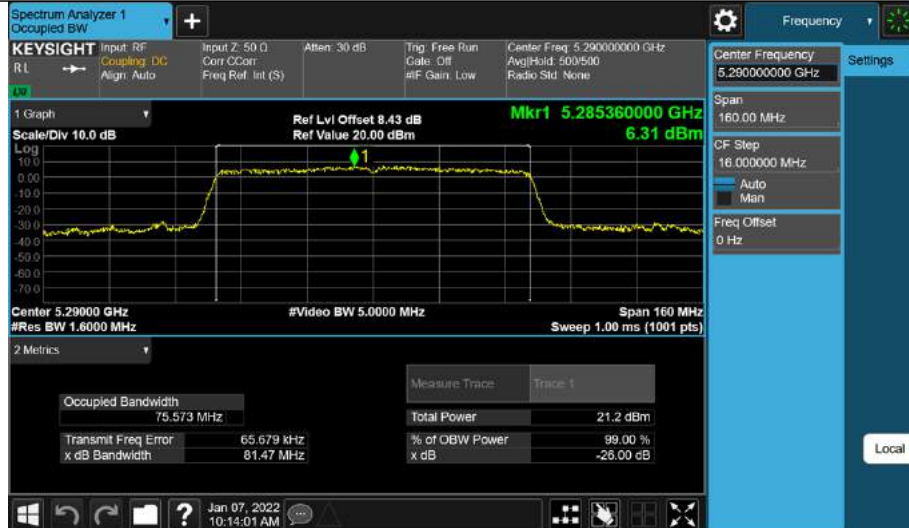 Spectrum Analyzer 1
Occupied BW
Frequency
KEYSIGHT
RL
Input: RF
Coupling: DC
Align: Auto
Input Z: 50 Ω
Corr CCorr
Freq Ref: Int (S)
Atten: 30 dB
Trig: Free Run
Gate: Off
#IF Gain: Low
Center Freq: 5.290000000 GHz
Avg|Hold: 500/500
Radio Std: None
Center Frequency
5.290000000 GHz
Settings
Span
160.00 MHz
CF Step
16.000000 MHz
Auto
Man
Freq Offset
0 Hz
Local
1 Graph
Scale/Div 10.0 dB
Ref Lvl Offset 8.43 dB
Ref Value 20.00 dBm
Mkr1 5.285360000 GHz
6.31 dBm
Log
10.0
0.00
-10.0
-20.0
-30.0
-40.0
-50.0
-60.0
-70.0
1
Center 5.29000 GHz
#Video BW 5.0000 MHz
Span 160 MHz
#Res BW 1.6000 MHz
Sweep 1.00 ms (1001 pts)
2 Metrics
Measure Trace
Trace 1
Occupied Bandwidth
75.573 MHz
Total Power
21.2 dBm
Transmit Freq Error
65.679 kHz
% of OBW Power
99.00 %
x dB Bandwidth
81.47 MHz
x dB
-26.00 dB
Jan 07, 2022
10:14:01 AM